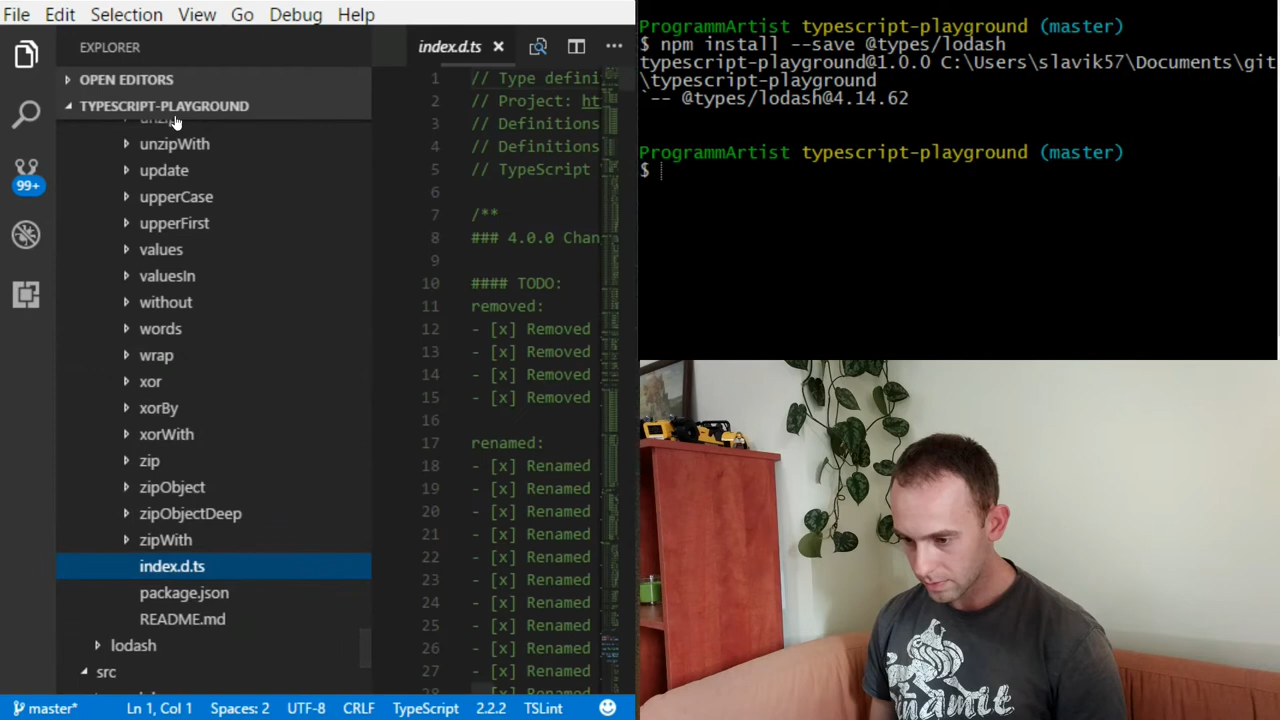 File Edit Selection View Go Debug Help
EXPLORER
OPEN EDITORS
TYPESCRIPT-PLAYGROUND
unzipWith
update
upperCase
upperFirst
values
valuesIn
without
words
wrap
xor
xorBy
xorWith
zip
zipObject
zipObjectDeep
zipWith
index.d.ts
package.json
README.md
lodash
src
99+
index.d.ts
1 // Type defini
2 // Project: ht
3 // Definitions
4 // Definitions
5 // TypeScript
6
7 /**
8 ### 4.0.0 Chan
9
10 #### TODO:
11 removed:
12 - [x] Removed
13 - [x] Removed
14 - [x] Removed
15 - [x] Removed
16
17 renamed:
18 - [x] Renamed
19 - [x] Renamed
20 - [x] Renamed
21 - [x] Renamed
22 - [x] Renamed
23 - [x] Renamed
24 - [x] Renamed
25 - [x] Renamed
26 - [x] Renamed
27 - [x] Renamed
master* Ln 1, Col 1 Spaces: 2 UTF-8 CRLF TypeScript 2.2.2 TSLint
ProgrammArtist typescript-playground (master)
$ npm install --save @types/lodash
typescript-playground@1.0.0 C:\Users\slavik57\Documents\git
\typescript-playground
`-- @types/lodash@4.14.62
ProgrammArtist typescript-playground (master)
$